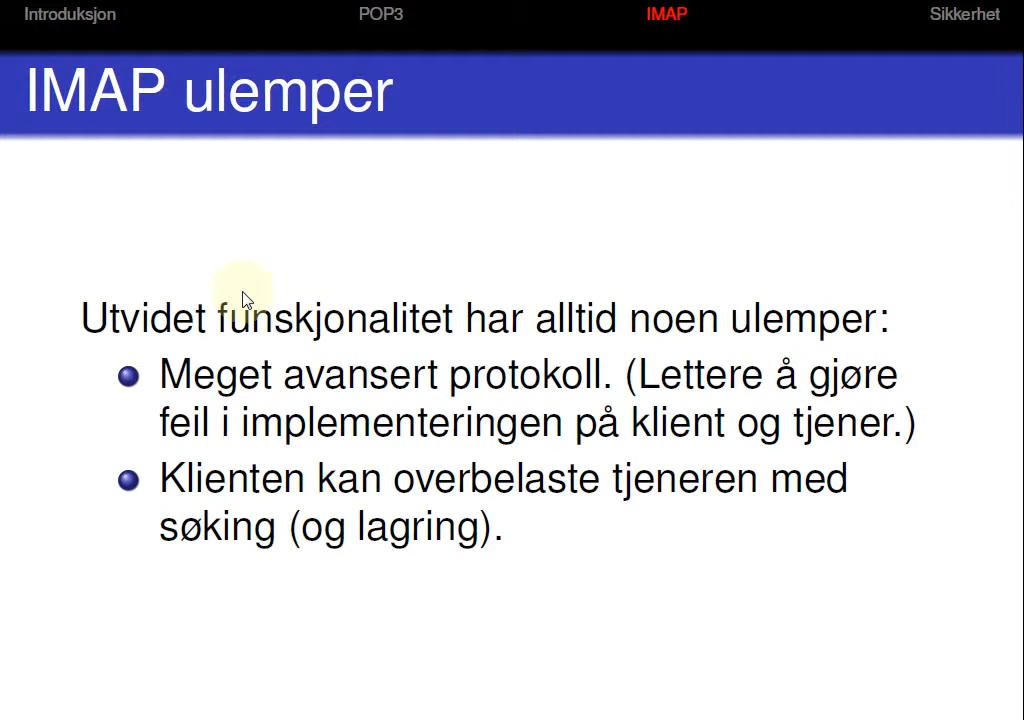 Introduksjon POP3 IMAP Sikkerhet
IMAP ulemper
Utvidet funskjonalitet har alltid noen ulemper:
Meget avansert protokoll. (Lettere å gjøre
feil i implementeringen på klient og tjener.)
Klienten kan overbelaste tjeneren med
søking (og lagring).